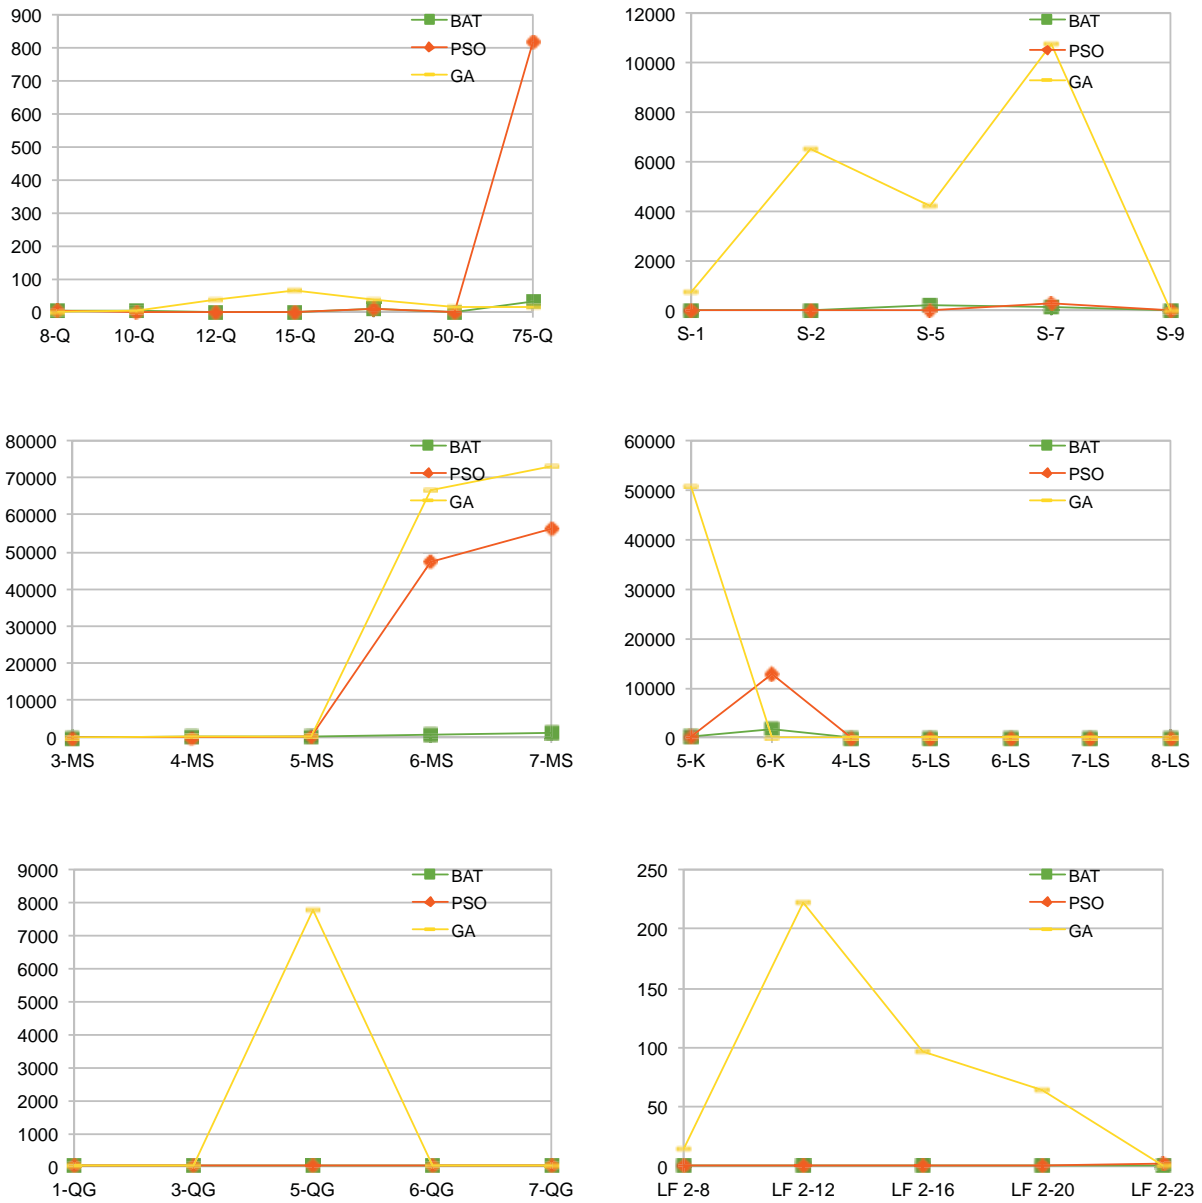 900
800
700
600
500
400
300
200
100
0
8-Q 10-Q 12-Q 15-Q 20-Q 50-Q 75-Q
BAT
PSO
GA
12000
10000
8000
6000
4000
2000
0
S-1 S-2 S-5 S-7 S-9
BAT
PSO
GA
80000
70000
60000
50000
40000
30000
20000
10000
0
3-MS 4-MS 5-MS 6-MS 7-MS
BAT
PSO
GA
60000
50000
40000
30000
20000
10000
0
5-K 6-K 4-LS 5-LS 6-LS 7-LS 8-LS
BAT
PSO
GA
9000
8000
7000
6000
5000
4000
3000
2000
1000
0
1-QG 3-QG 5-QG 6-QG 7-QG
BAT
PSO
GA
250
200
150
100
50
0
LF 2-8 LF 2-12 LF 2-16 LF 2-20 LF 2-23
BAT
PSO
GA